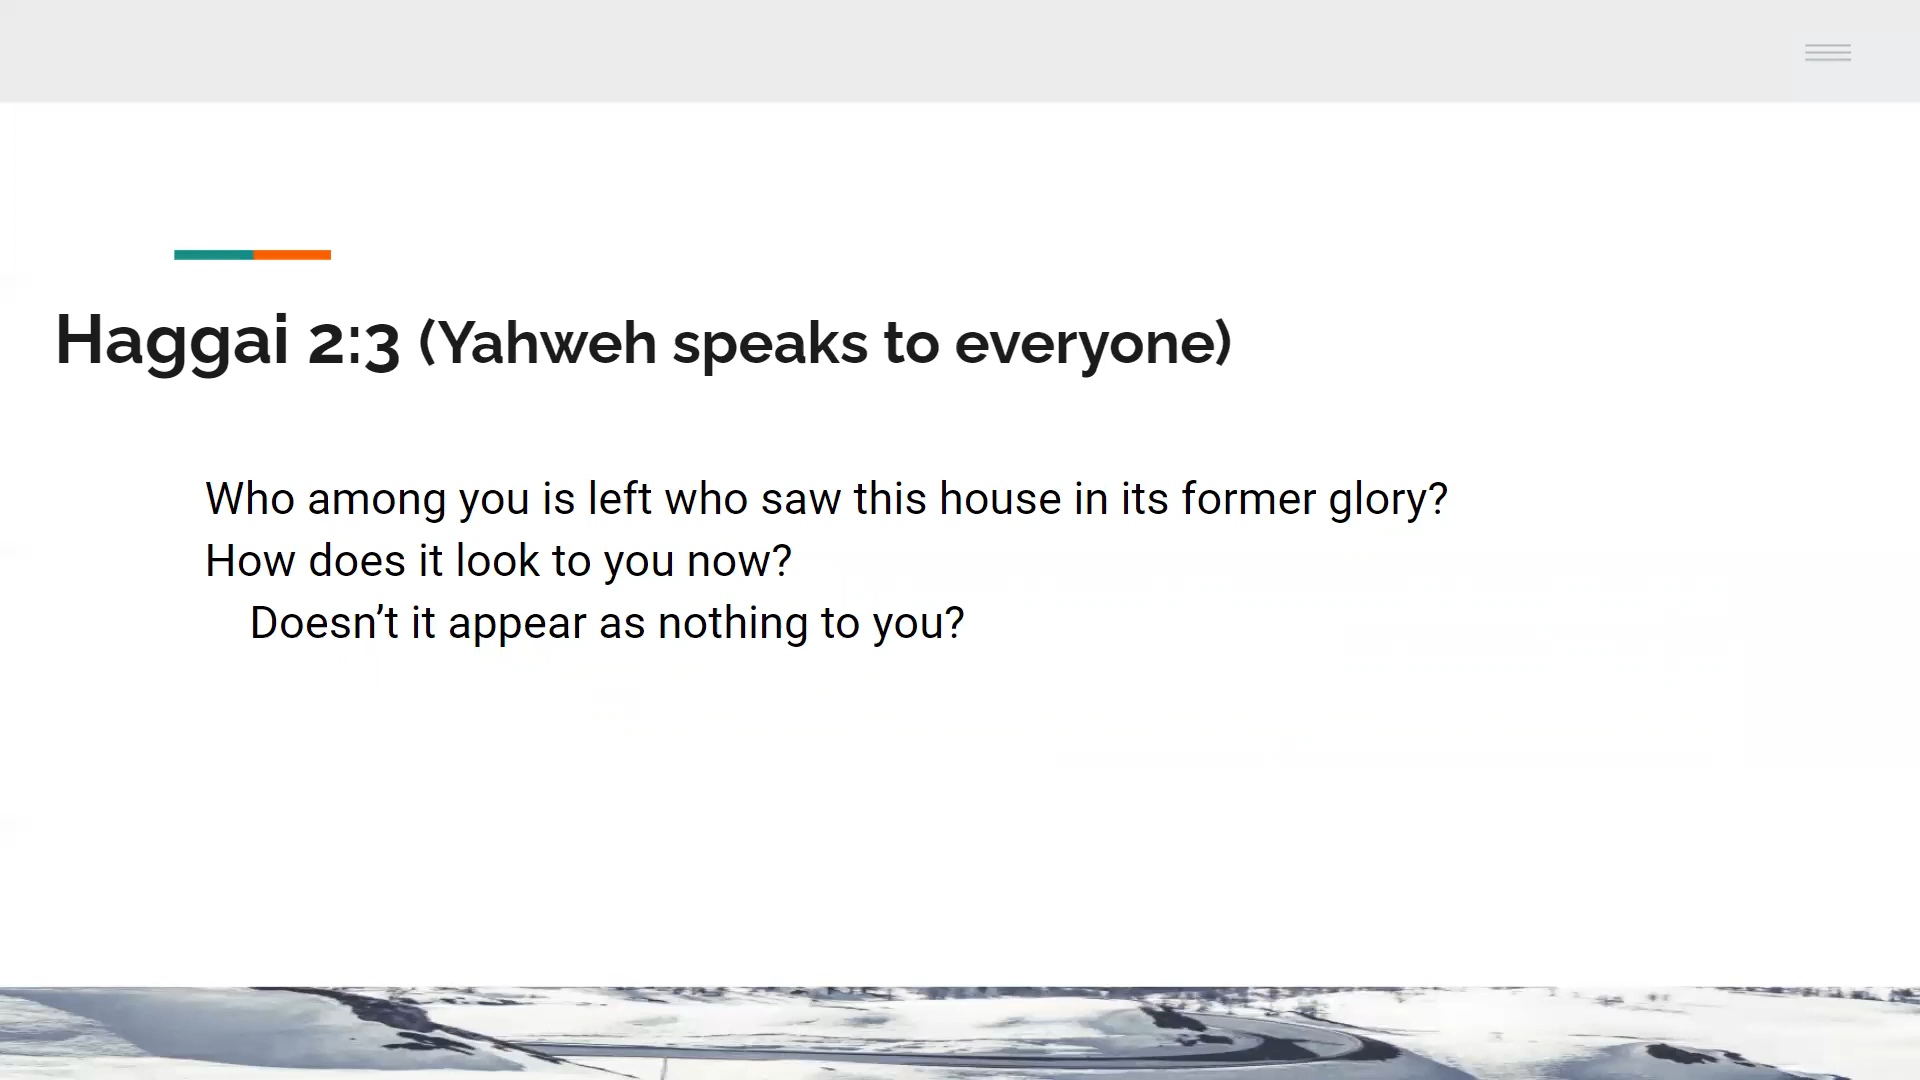 Haggai 2:3 (Yahweh speaks to everyone)
Who among you is left who saw this house in its former glory?
How does it look to you now?
Doesn’t it appear as nothing to you?